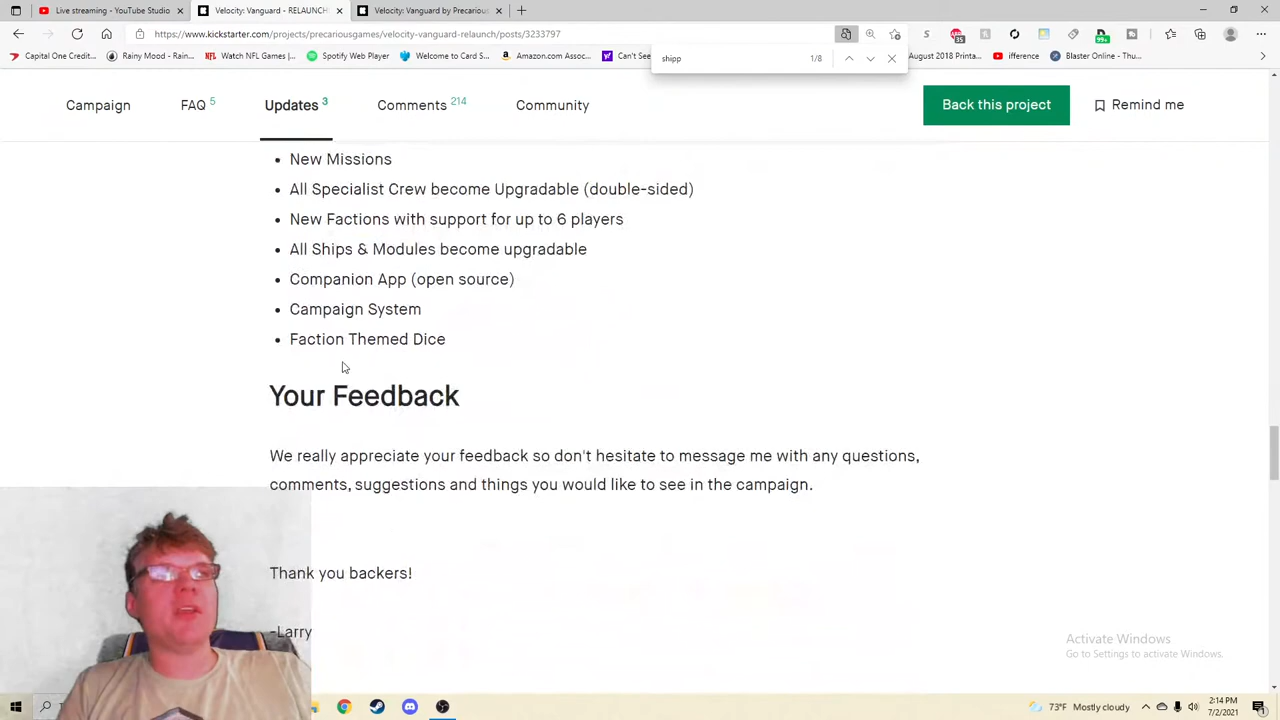 Live streaming - YouTube Studio
Velocity: Vanguard - RELAUNCH
Velocity: Vanguard by Precarious
https://www.kickstarter.com/projects/precariousgames/velocity-vanguard-relaunch/posts/3233797
Capital One Credit...
Rainy Mood - Raine...
Watch NFL Games |...
Spotify Web Player
Welcome to Card S...
Amazon.com Assoc...
Can't See
August 2018 Printa...
ifference
Blaster Online - Thu...
shipp
1/8
Campaign
FAQ 5
Updates 3
Comments 214
Community
Back this project
Remind me
• New Missions
• All Specialist Crew become Upgradable (double-sided)
• New Factions with support for up to 6 players
• All Ships & Modules become upgradable
• Companion App (open source)
• Campaign System
• Faction Themed Dice
Your Feedback
We really appreciate your feedback so don't hesitate to message me with any questions,
comments, suggestions and things you would like to see in the campaign.
Thank you backers!
-Larry
Activate Windows
Go to Settings to activate Windows.
73°F Mostly cloudy
2:14 PM
7/2/2021